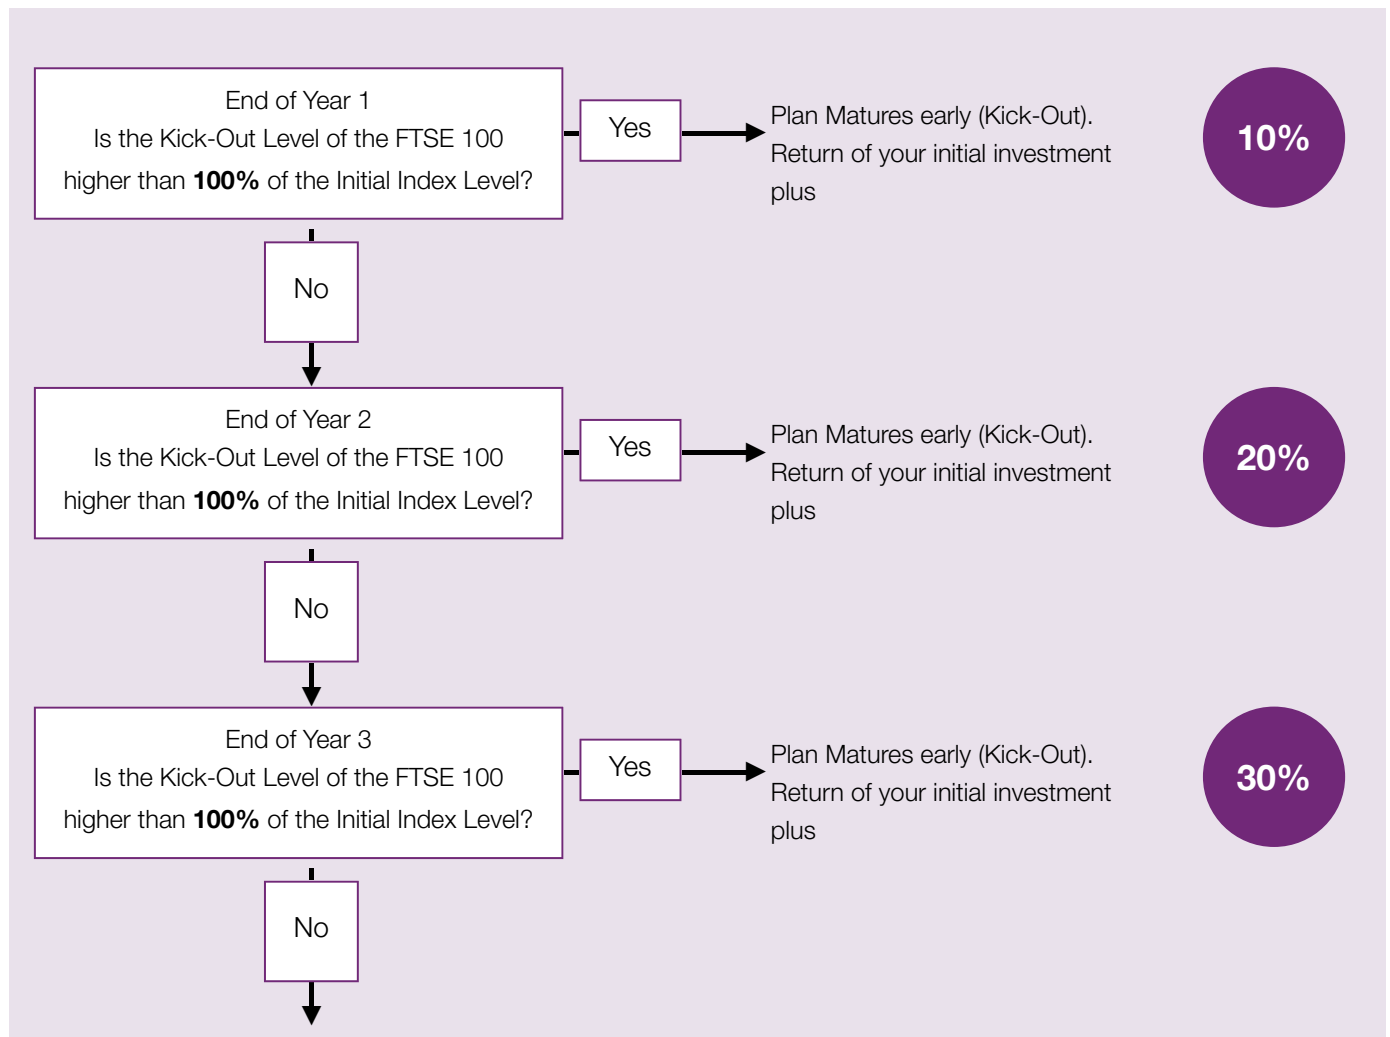 End of Year 1
Is the Kick-Out Level of the FTSE 100
higher than 100% of the Initial Index Level?
Yes
Plan Matures early (Kick-Out).
Return of your initial investment
plus
10%
No
End of Year 2
Is the Kick-Out Level of the FTSE 100
higher than 100% of the Initial Index Level?
Yes
Plan Matures early (Kick-Out).
Return of your initial investment
plus
20%
No
End of Year 3
Is the Kick-Out Level of the FTSE 100
higher than 100% of the Initial Index Level?
Yes
Plan Matures early (Kick-Out).
Return of your initial investment
plus
30%
No